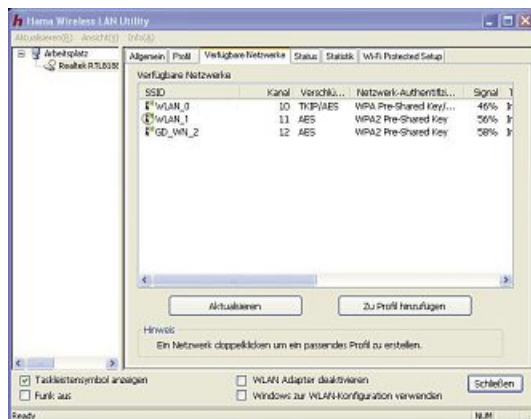 Hama Wireless LAN Utility
Aktualisieren(R) Ansicht(V) Info(A)
Arbeitsplatz
Realtek RTL8188
Allgemein Profil Verfügbare Netzwerke Status Statistik Wi-Fi Protected Setup
Verfügbare Netzwerke
SSID Kanal Verschlü... Netzwerk-Authentifizi... Signal
WLAN_0 10 TKIP/AES WPA Pre-Shared Key/... 46%
WLAN_1 11 AES WPA2 Pre-Shared Key 56%
GD_WN_2 12 AES WPA2 Pre-Shared Key 58%
Aktualisieren Zu Profil hinzufügen
Hinweis
Ein Netzwerk doppelklicken um ein passendes Profil zu erstellen.
Taskleistensymbol anzeigen WLAN Adapter deaktivieren
Funk aus Windows zur WLAN-Konfiguration verwenden
Schließen
Ready NUM